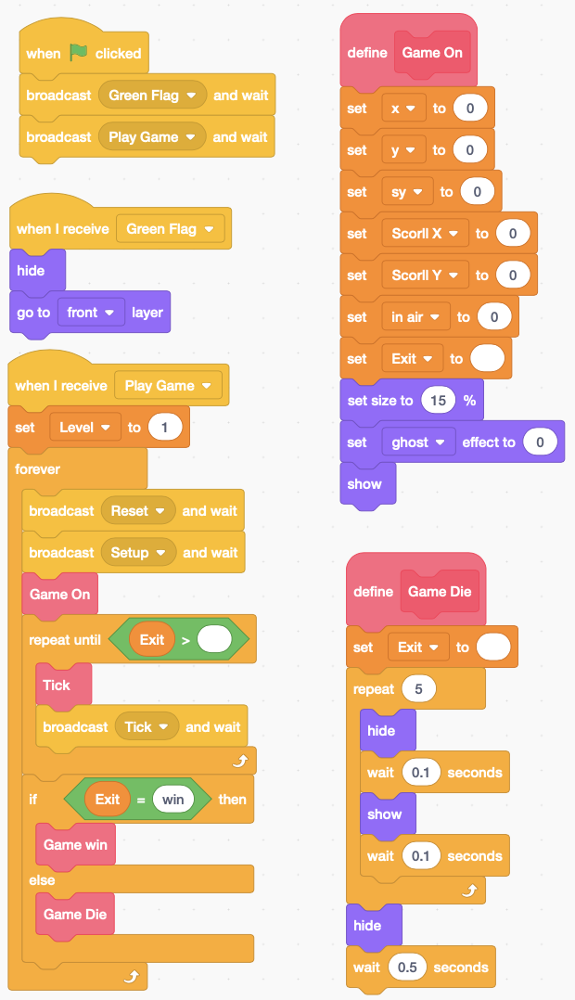 when clicked
broadcast Green Flag and wait
broadcast Play Game and wait
when I receive Green Flag
hide
go to front layer
when I receive Play Game
set Level to 1
forever
broadcast Reset and wait
broadcast Setup and wait
Game On
repeat until Exit >
Tick
broadcast Tick and wait
if Exit = win then
Game win
else
Game Die
define Game On
set x to 0
set y to 0
set sy to 0
set Scorll X to 0
set Scorll Y to 0
set in air to 0
set Exit to
set size to 15 %
set ghost effect to 0
show
define Game Die
set Exit to
repeat 5
hide
wait 0.1 seconds
show
wait 0.1 seconds
hide
wait 0.5 seconds